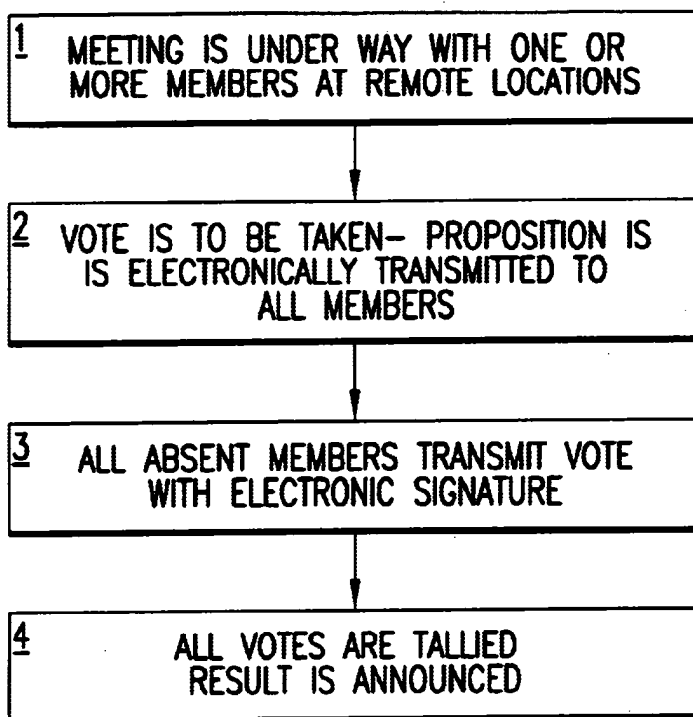 1 MEETING IS UNDER WAY WITH ONE OR
MORE MEMBERS AT REMOTE LOCATIONS
2 VOTE IS TO BE TAKEN– PROPOSITION IS
IS ELECTRONICALLY TRANSMITTED TO
ALL MEMBERS
3 ALL ABSENT MEMBERS TRANSMIT VOTE
WITH ELECTRONIC SIGNATURE
4 ALL VOTES ARE TALLIED
RESULT IS ANNOUNCED